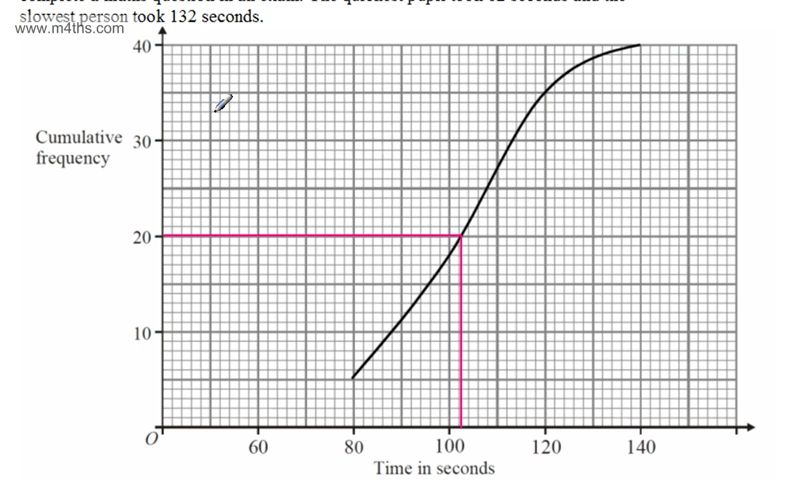 slowest person took 132 seconds.
www.m4ths.com
40
Cumulative
frequency
30
20
10
O
60
80
100
120
140
Time in seconds